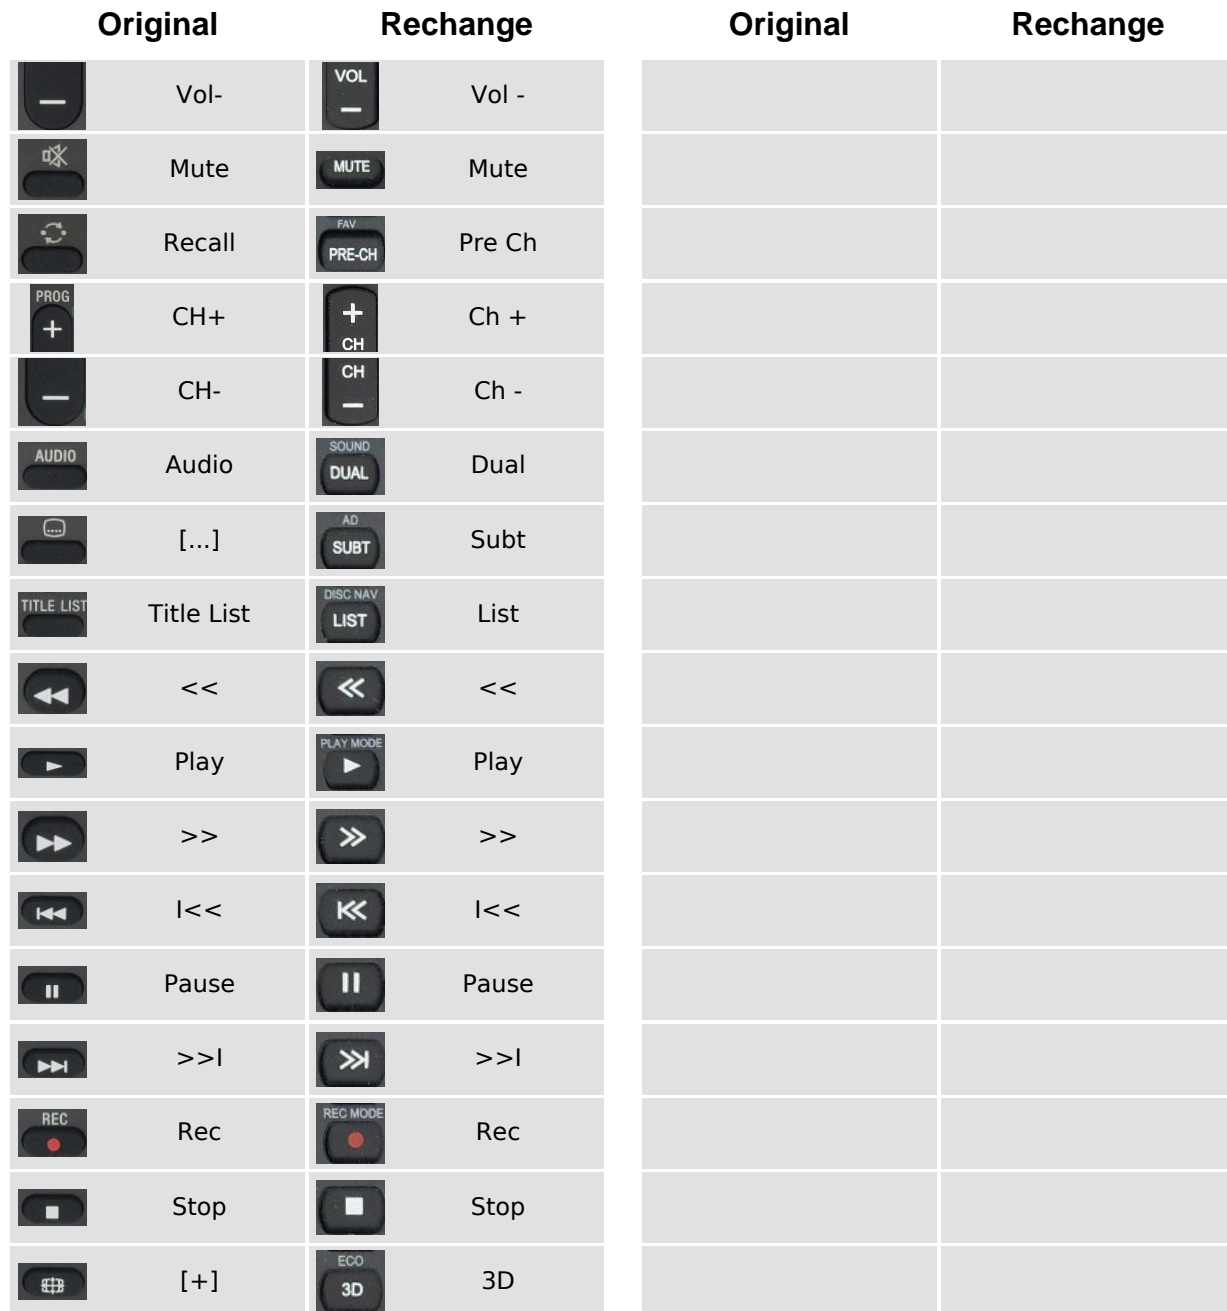 Original Rechange Original Rechange
Vol- VOL Vol -
Mute MUTE Mute
Recall FAV PRE-CH Pre Ch
PROG CH+ CH Ch +
CH- CH Ch -
AUDIO Audio SOUND DUAL Dual
[...] AD SUBT Subt
TITLE LIST Title List DISC NAV LIST List
<< <<
Play PLAY MODE Play
>> >>
I<< I<<
Pause Pause
>>I >>I
REC Rec REC MODE Rec
Stop Stop
[+] ECO 3D 3D